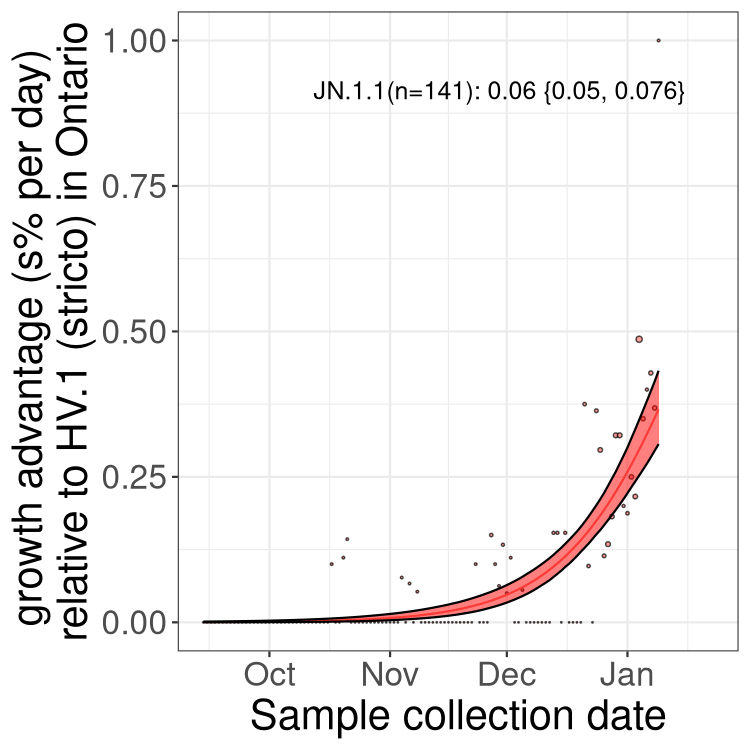 growth advantage (s% per day)
relative to HV.1 (stricto) in Ontario
1.00
0.75
0.50
0.25
0.00
JN.1.1(n=141): 0.06 {0.05, 0.076}
Oct Nov Dec Jan
Sample collection date